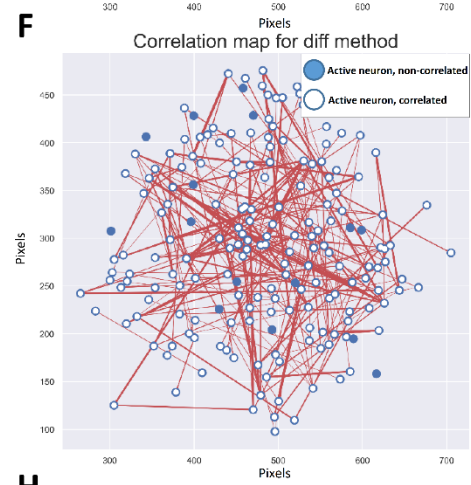 300 400 500 600 700
Pixels
F
Correlation map for diff method
Active neuron, non-correlated
Active neuron, correlated
450
400
350
300
250
200
150
100
Pixels
300 400 500 600 700
Pixels